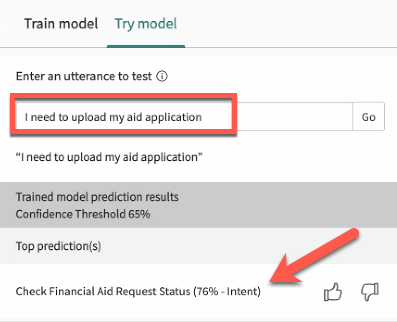 Train model Try model
Enter an utterance to test
I need to upload my aid application Go
“I need to upload my aid application”
Trained model prediction results
Confidence Threshold 65%
Top prediction(s)
Check Financial Aid Request Status (76% - Intent)